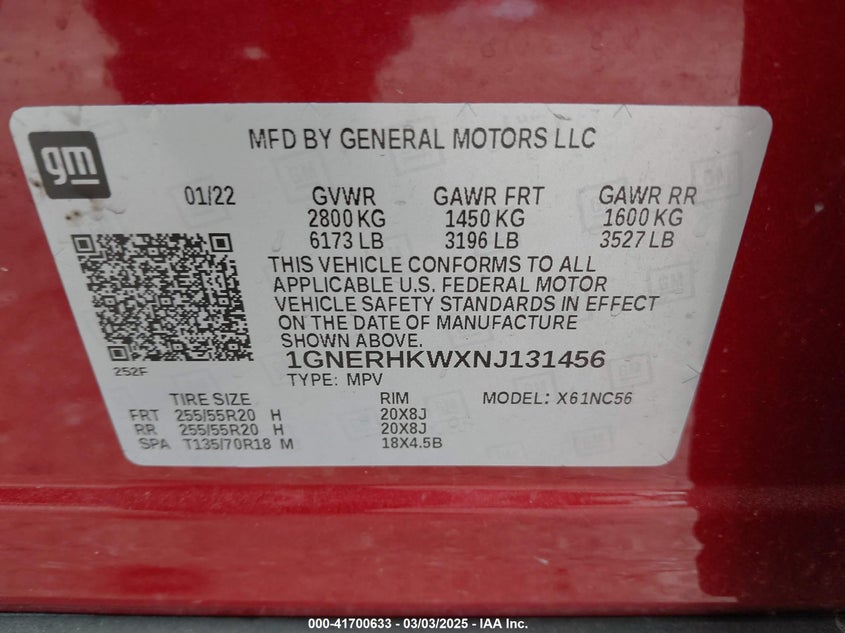 gm
MFD BY GENERAL MOTORS LLC
01/22 GVWR GAWR FRT GAWR RR
2800 KG 1450 KG 1600 KG
6173 LB 3196 LB 3527 LB
THIS VEHICLE CONFORMS TO ALL
APPLICABLE U.S. FEDERAL MOTOR
VEHICLE SAFETY STANDARDS IN EFFECT
ON THE DATE OF MANUFACTURE
SHOWN ABOVE.
1GNERHKWXNJ131456
252F
TYPE: MPV
TIRE SIZE RIM MODEL: X61NC56
FRT 255/55R20 H 20X8J
RR 255/55R20 H 20X8J
SPA T135/70R18 M 18X4.5B
000-41700633 - 03/03/2025 - IAA Inc.